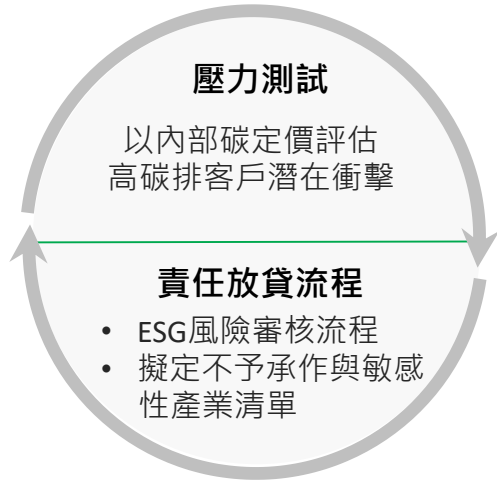 壓力測試
以內部碳定價評估
高碳排客戶潛在衝擊
責任放貸流程
• ESG風險審核流程
• 擬定不予承作與敏感
性產業清單